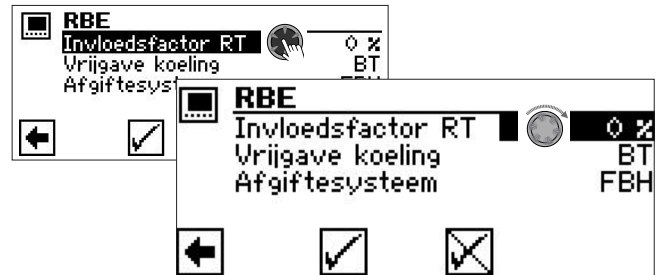 RBE
Invloedsfactor RT 0 %
Vrijgave koeling BT
Afgiftesyst
RBE
Invloedsfactor RT 0 %
Vrijgave koeling BT
Afgiftesysteem FBH